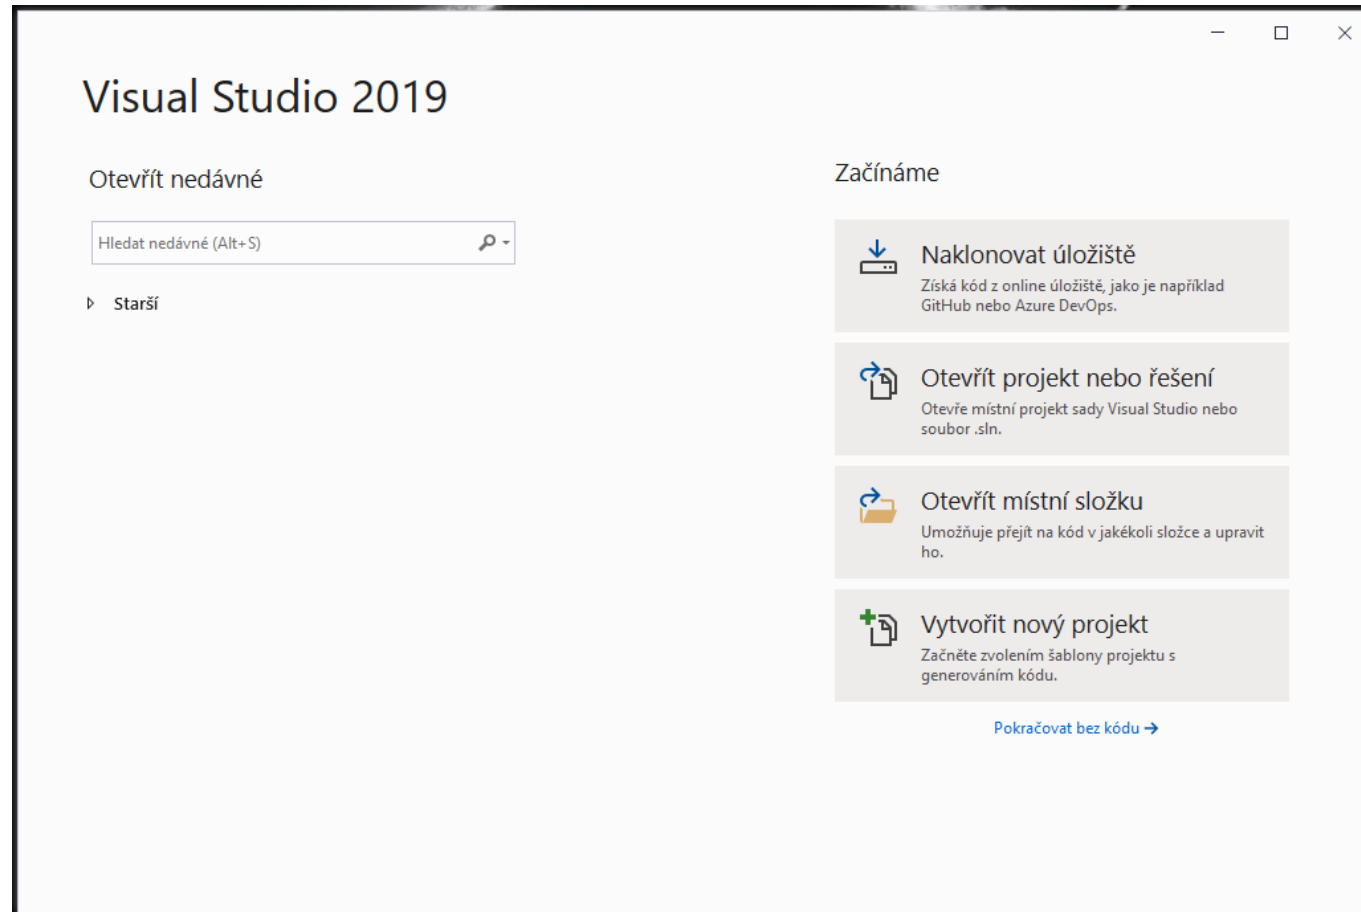 Visual Studio 2019
Otevřít nedávné
Hledat nedávné (Alt+S)
Starší
Začínáme
Naklonovat úložiště
Získá kód z online úložiště, jako je například
GitHub nebo Azure DevOps.
Otevřít projekt nebo řešení
Otevře místní projekt sady Visual Studio nebo
soubor .sln.
Otevřít místní složku
Umožňuje přejít na kód v jakékoli složce a upravit
ho.
Vytvořit nový projekt
Začněte zvolením šablony projektu s
generováním kódu.
Pokračovat bez kódu →